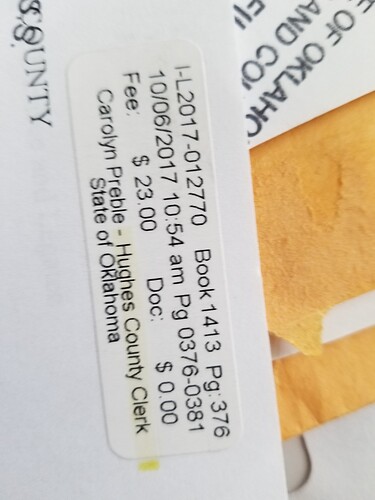 COUNTY
I-L2017-012770 Book 1413 Pg: 376
10/06/2017 10:54 am Pg 0376-0381
Fee: $ 23.00 Doc: $ 0.00
Carolyn Preble - Hughes County Clerk
State of Oklahoma
OF OKLAHO
AND CO
FI